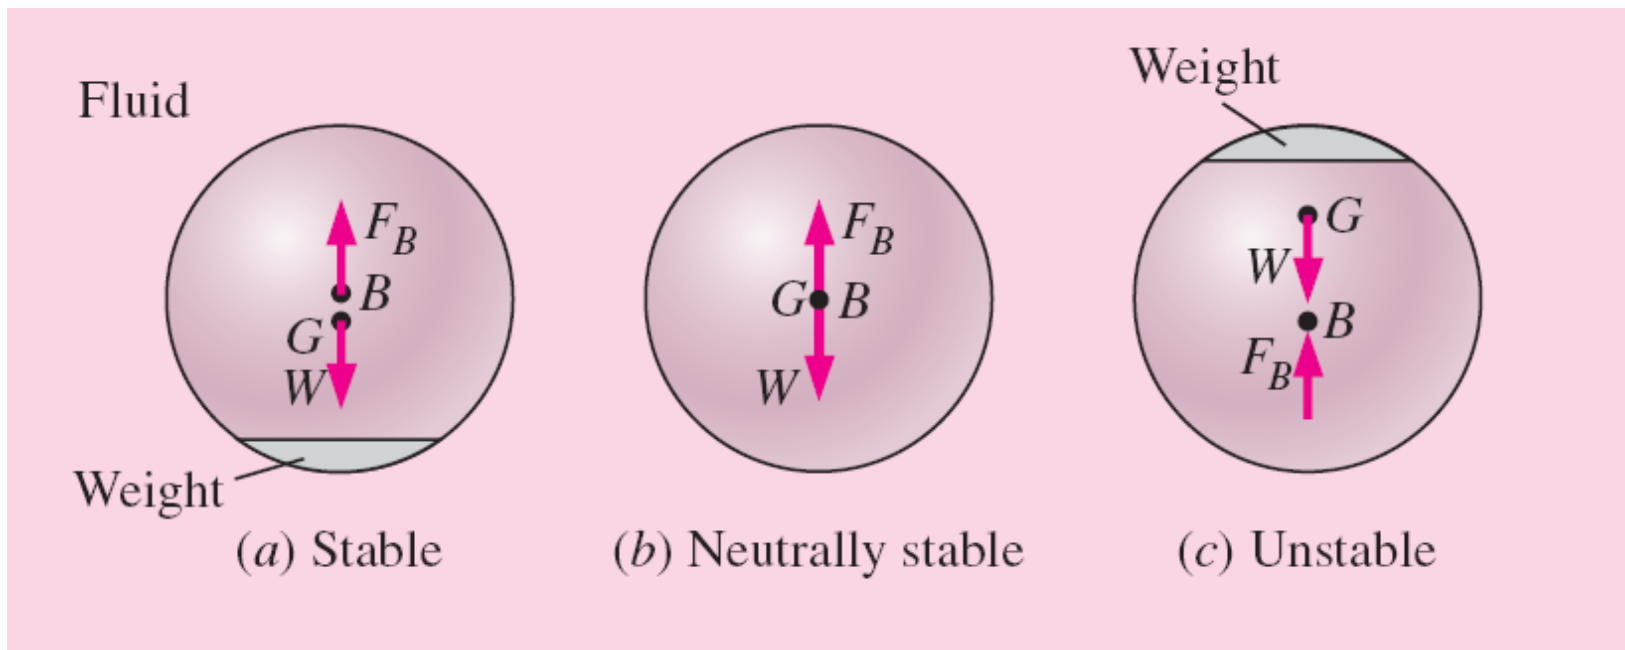 Fluid
F_B
B
G
W
Weight
(a) Stable
F_B
G B
W
(b) Neutrally stable
Weight
G
W
B
F_B
(c) Unstable